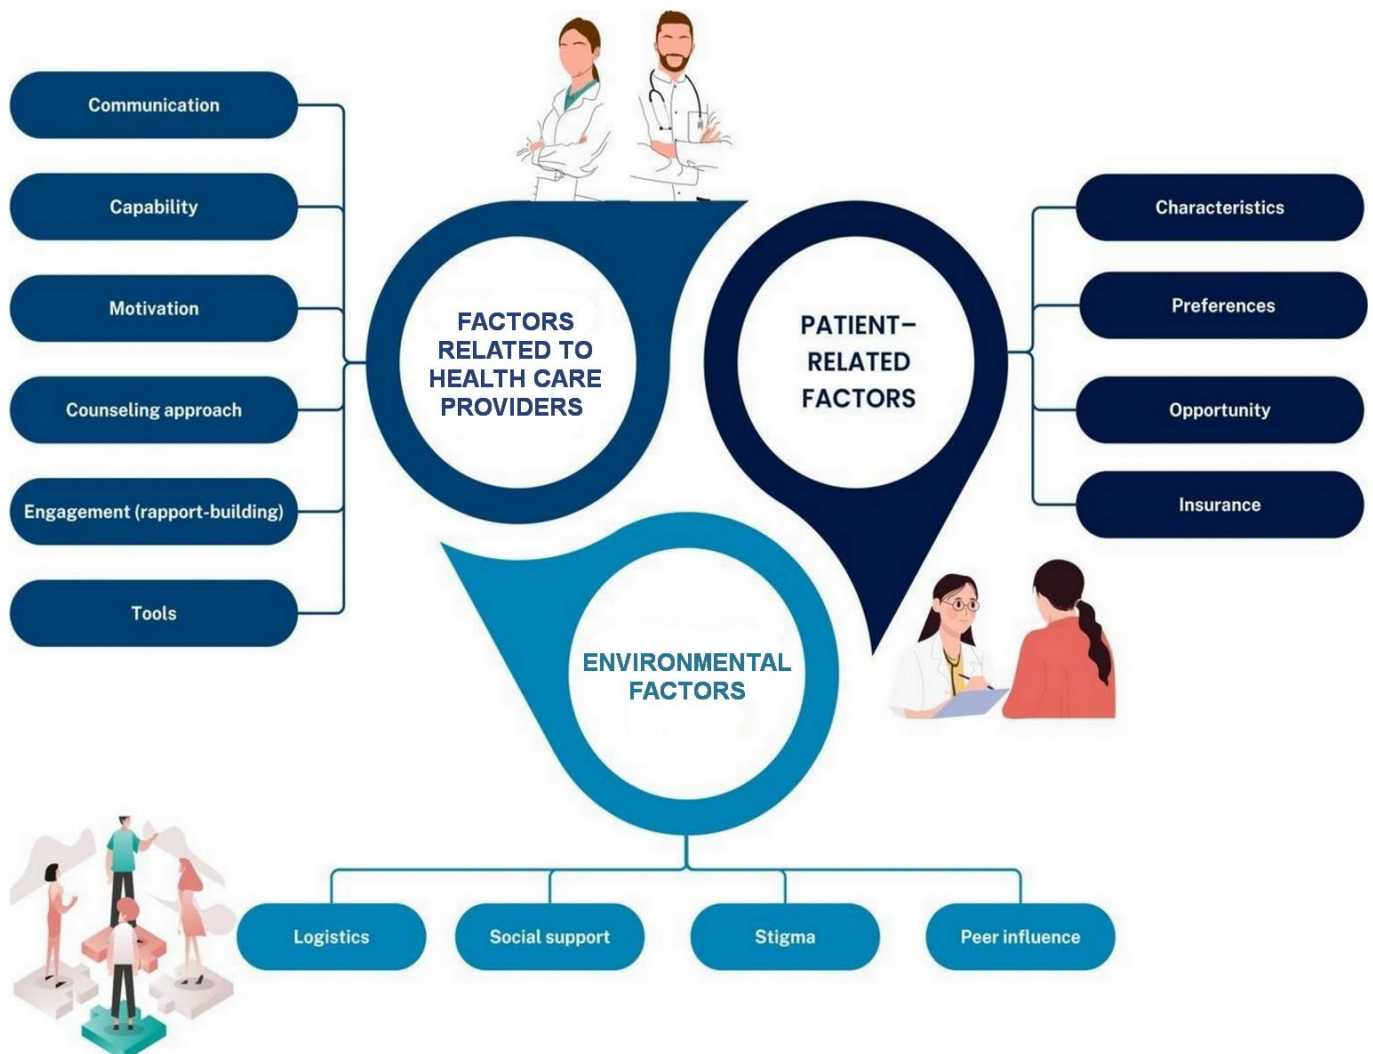 Communication
Capability
Motivation
Counseling approach
Engagement (rapport-building)
Tools
FACTORS
RELATED TO
HEALTH CARE
PROVIDERS
PATIENT–
RELATED
FACTORS
Characteristics
Preferences
Opportunity
Insurance
ENVIRONMENTAL
FACTORS
Logistics
Social support
Stigma
Peer influence